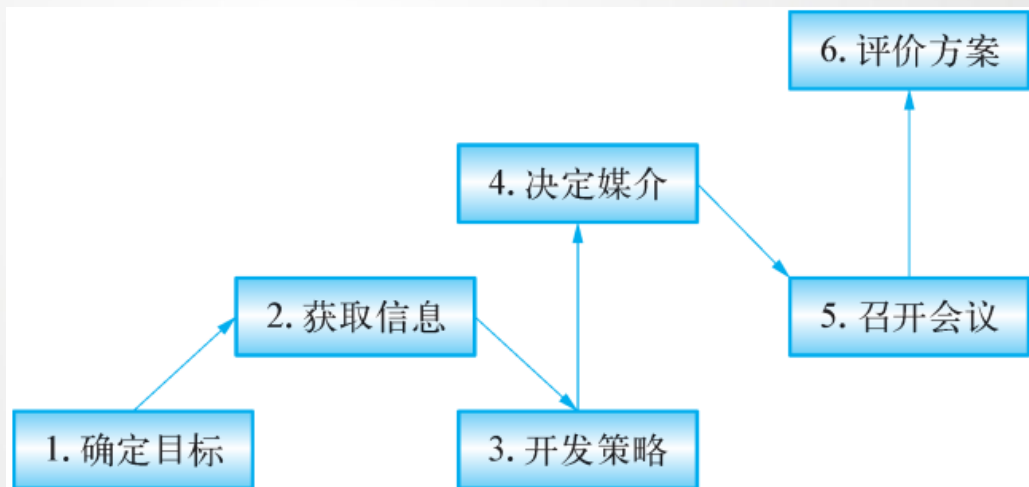 6. 评价方案
4. 决定媒介
2. 获取信息
5. 召开会议
1. 确定目标
3. 开发策略